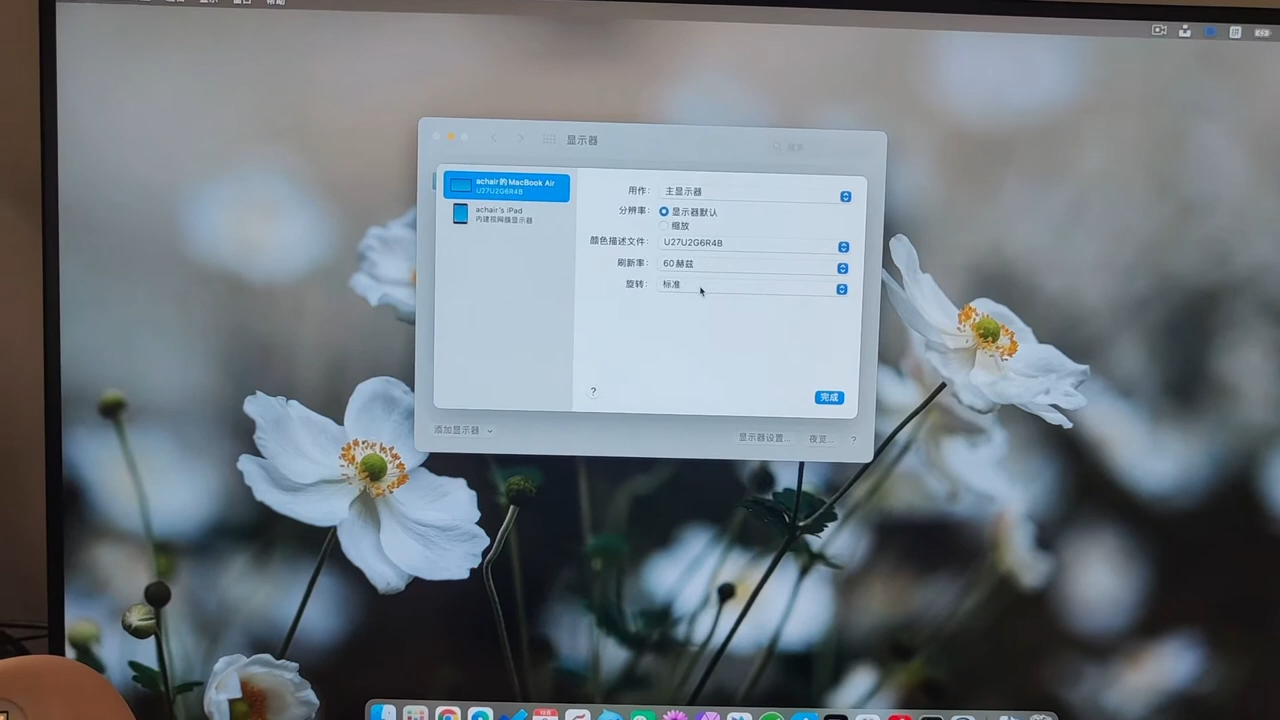 帮助
显示器
achair的MacBook Air
U27U2G6R4B
achair's iPad
内建视网膜显示器
用作: 主显示器
分辨率: 显示器默认
缩放
颜色描述文件: U27U2G6R4B
刷新率: 60赫兹
旋转: 标准
?
完成
添加显示器
显示器设置... 夜览... ?
拼